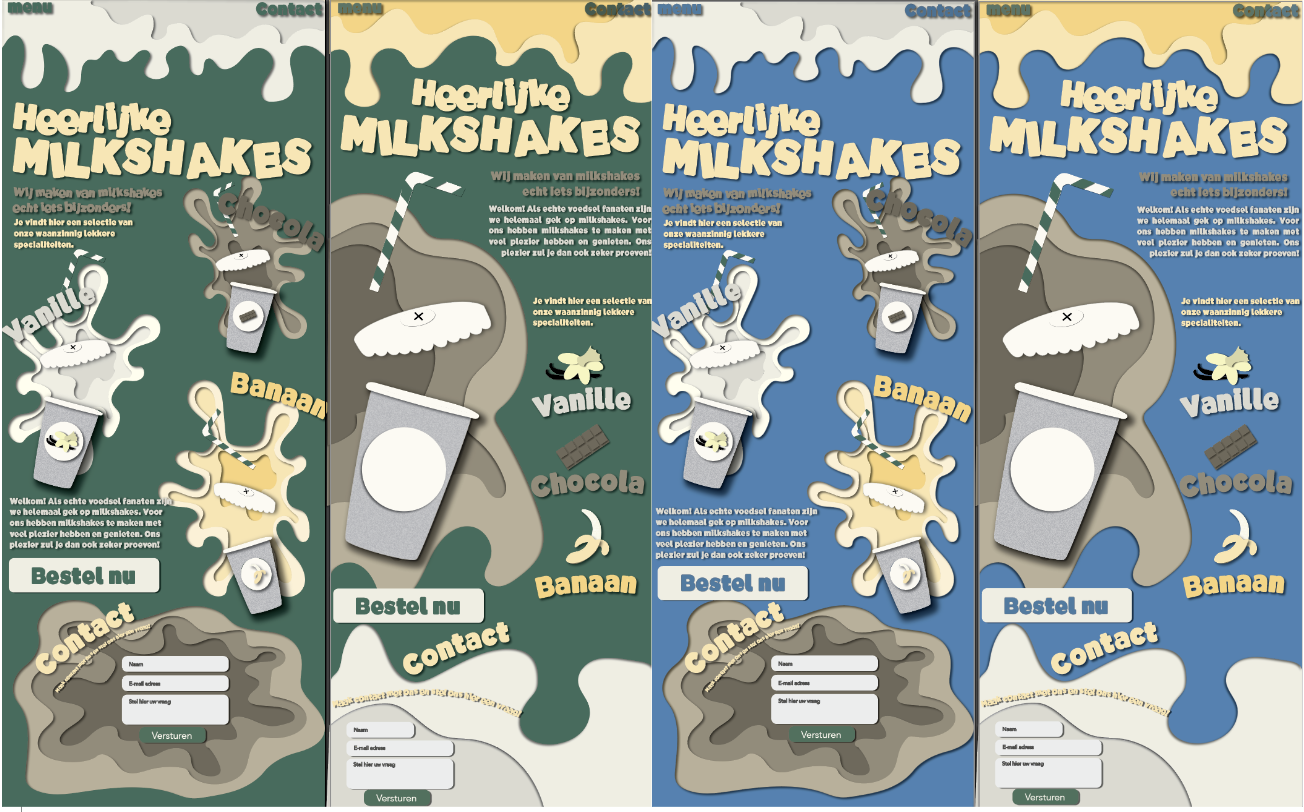 menu
Contact
Heerlijke
MILKSHAKES
Wij maken van milkshakes
echt iets bijzonders!
Je vindt hier een selectie van
onze waanzinnig lekkere
specialiteiten.
Chocola
Vanille
Banaan
Welkom! Als echte voedsel fanaten zijn
we helemaal gek op milkshakes. Voor
ons hebben milkshakes te maken met
veel plezier hebben en genieten. Ons
plezier zul je dan ook zeker proeven!
Bestel nu
Contact
Naam
E-mail adres
Stel hier uw vraag
Versturen
menu
Contact
Heerlijke
MILKSHAKES
Wij maken van milkshakes
echt iets bijzonders!
Welkom! Als echte voedsel fanaten zijn
we helemaal gek op milkshakes. Voor
ons hebben milkshakes te maken met
veel plezier hebben en genieten. Ons
plezier zul je dan ook zeker proeven!
Je vindt hier een selectie van
onze waanzinnig lekkere
specialiteiten.
Vanille
Chocola
Banaan
Bestel nu
Contact
Naam
E-mail adres
Stel hier uw vraag
Versturen
menu
Contact
Heerlijke
MILKSHAKES
Wij maken van milkshakes
echt iets bijzonders!
Je vindt hier een selectie van
onze waanzinnig lekkere
specialiteiten.
Chocola
Vanille
Banaan
Welkom! Als echte voedsel fanaten zijn
we helemaal gek op milkshakes. Voor
ons hebben milkshakes te maken met
veel plezier hebben en genieten. Ons
plezier zul je dan ook zeker proeven!
Bestel nu
Contact
Naam
E-mail adres
Stel hier uw vraag
Versturen
menu
Contact
Heerlijke
MILKSHAKES
Wij maken van milkshakes
echt iets bijzonders!
Welkom! Als echte voedsel fanaten zijn
we helemaal gek op milkshakes. Voor
ons hebben milkshakes te maken met
veel plezier hebben en genieten. Ons
plezier zul je dan ook zeker proeven!
Je vindt hier een selectie van
onze waanzinnig lekkere
specialiteiten.
Vanille
Chocola
Banaan
Bestel nu
Contact
Naam
E-mail adres
Stel hier uw vraag
Versturen